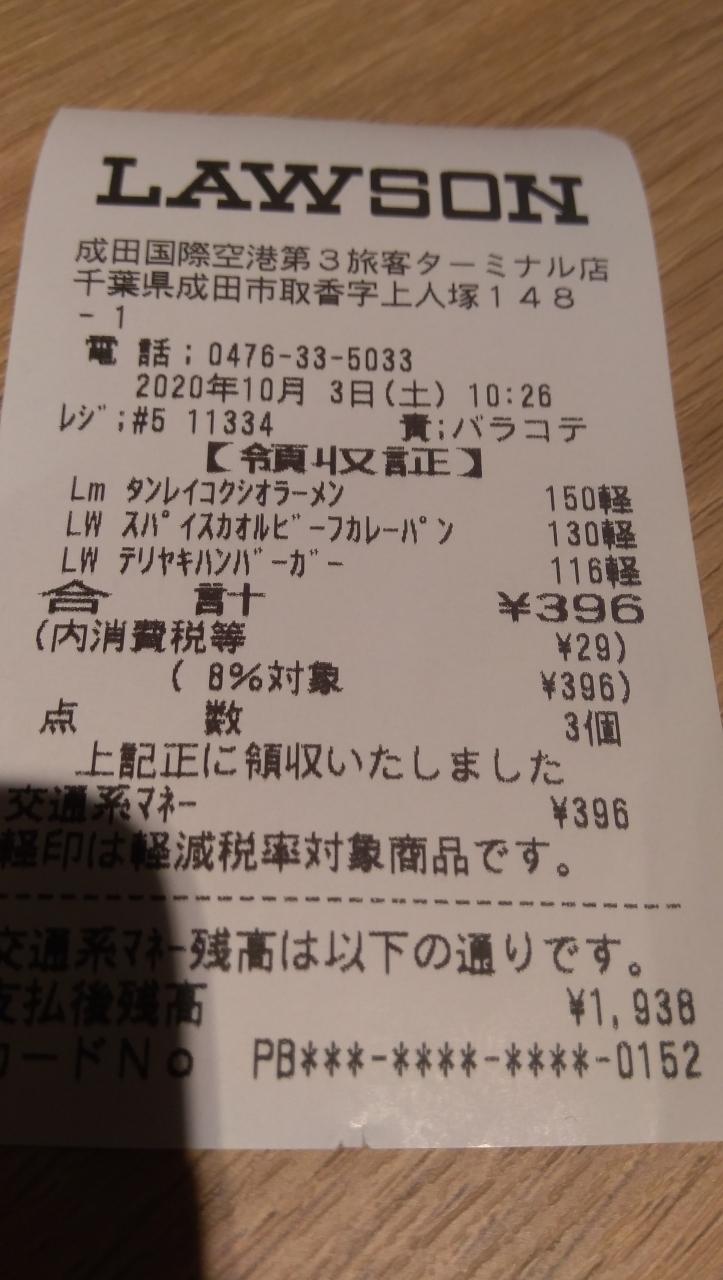 LAWSON
成田国際空港第3旅客ターミナル店
千葉県成田市取香字上人塚148
-1
電 話;0476-33-5033
2020年10月 3日(土) 10:26
レジ;#5 11334 責;バラコテ
【領収証】
Lm タンレイコクシオラーメン 150軽
LW スパイスカオルビーフカレーパン 130軽
LW テリヤキハンバーガー 116軽
合 計 ¥396
(内消費税等 ¥29)
( 8%対象 ¥396)
点 数 3個
上記正に領収いたしました
交通系マネー ¥396
軽印は軽減税率対象商品です。
交通系マネー残高は以下の通りです。
支払後残高 ¥1,938
カードNo PB***-****-****-0152